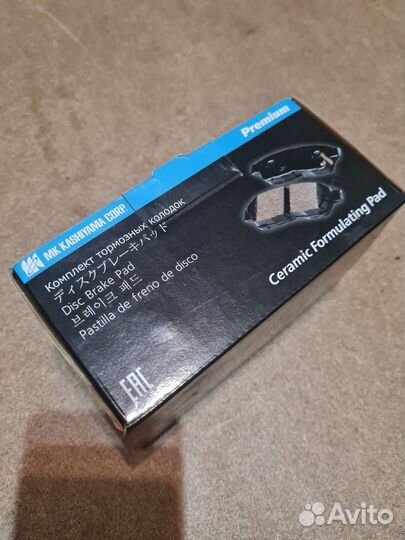 MK KASHIYAMA CORP.
Premium
Комплект тормозных колодок
ディスクブレーキパッド
Disc Brake Pad
브레이크 패드
Pastilla de freno de disco
Ceramic Formulating Pad
EAC
Avito